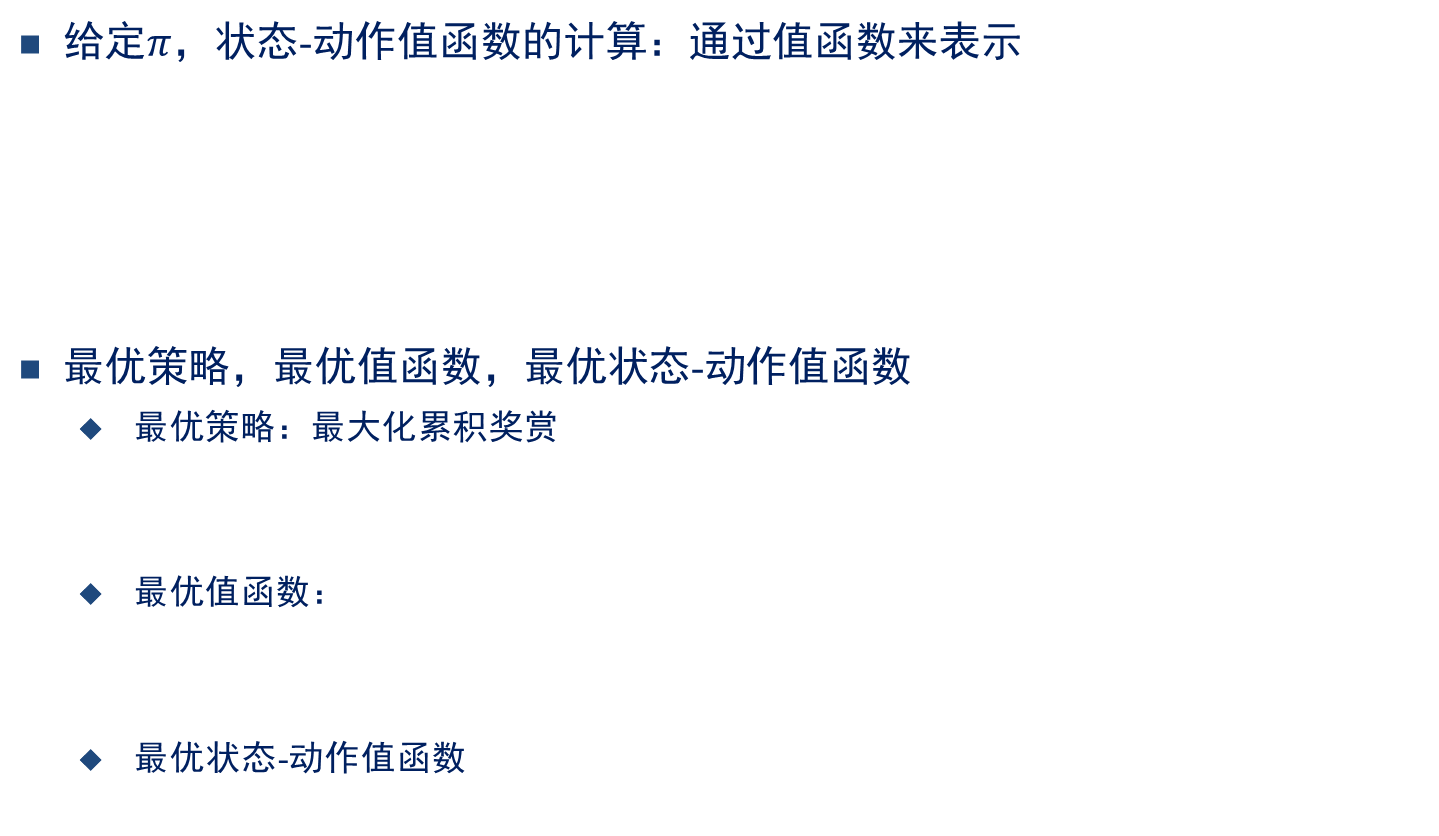 ■ 给定𝜋，状态-动作值函数的计算：通过值函数来表示
■ 最优策略，最优值函数，最优状态-动作值函数
◆ 最优策略：最大化累积奖赏
◆ 最优值函数：
◆ 最优状态-动作值函数